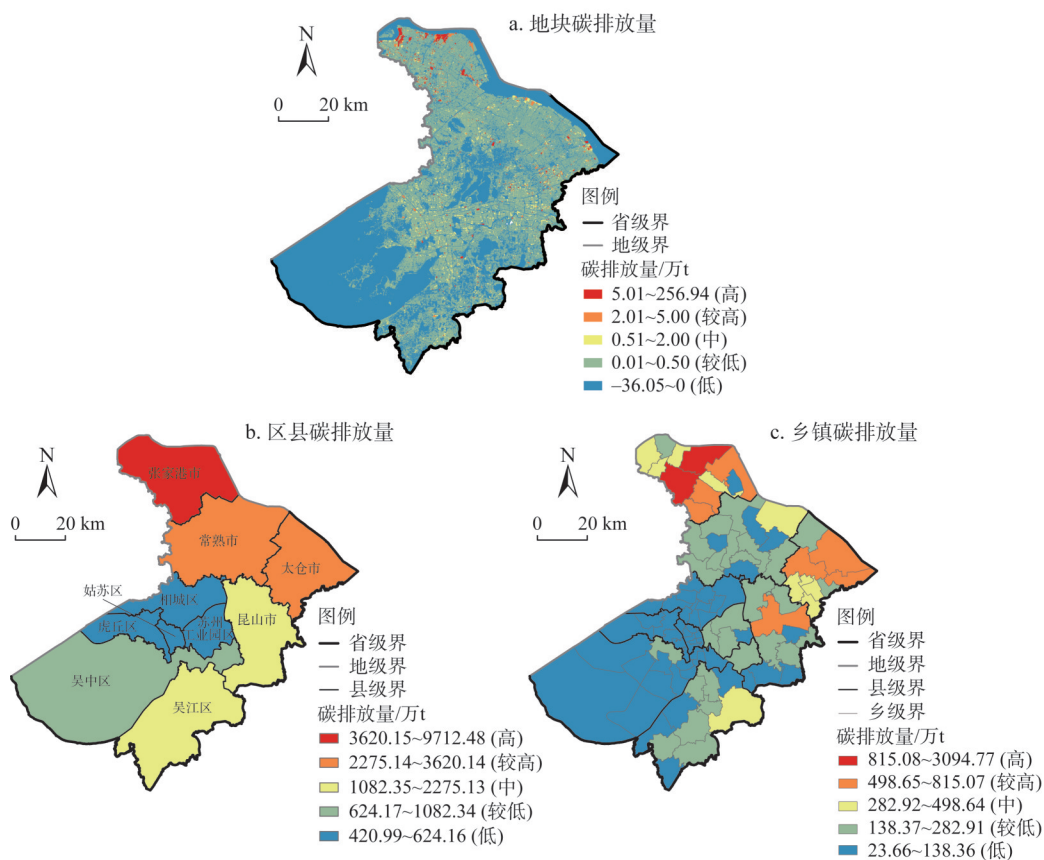 a. 地块碳排放量
N
0 20 km
图例
省级界
地级界
碳排放量/万t
5.01~256.94 (高)
2.01~5.00 (较高)
0.51~2.00 (中)
0.01~0.50 (较低)
–36.05~0 (低)
b. 区县碳排放量
N
0 20 km
张家港市
常熟市
太仓市
姑苏区
相城区
虎丘区
苏州
工业园区
昆山市
吴中区
吴江区
图例
省级界
地级界
县级界
碳排放量/万t
3620.15~9712.48 (高)
2275.14~3620.14 (较高)
1082.35~2275.13 (中)
624.17~1082.34 (较低)
420.99~624.16 (低)
c. 乡镇碳排放量
N
0 20 km
图例
省级界
地级界
县级界
乡级界
碳排放量/万t
815.08~3094.77 (高)
498.65~815.07 (较高)
282.92~498.64 (中)
138.37~282.91 (较低)
23.66~138.36 (低)